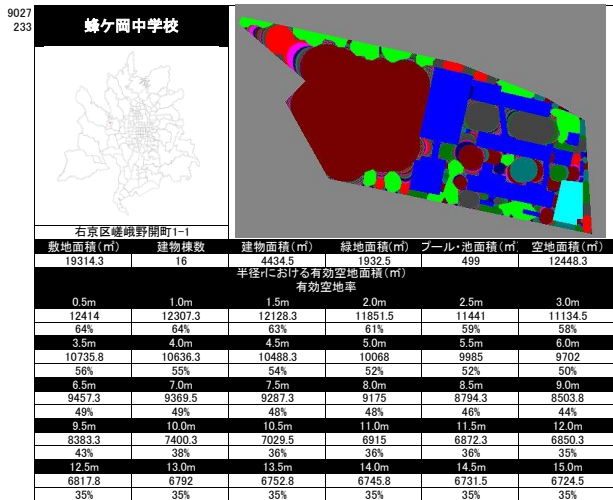 9027
233
蜂ケ岡中学校
右京区嵯峨野開町1-1
敷地面積(㎡) 建物棟数 建物面積(㎡) 緑地面積(㎡) プール・池面積(㎡) 空地面積(㎡)
19314.3 16 4434.5 1932.5 499 12448.3
半径rにおける有効空地面積(㎡)
有効空地率
0.5m 1.0m 1.5m 2.0m 2.5m 3.0m
12414 12307.3 12128.3 11851.5 11441 11134.5
64% 64% 63% 61% 59% 58%
3.5m 4.0m 4.5m 5.0m 5.5m 6.0m
10735.8 10636.3 10488.3 10068 9985 9702
56% 55% 54% 52% 52% 50%
6.5m 7.0m 7.5m 8.0m 8.5m 9.0m
9457.3 9369.5 9287.3 9175 8794.3 8503.8
49% 49% 48% 48% 46% 44%
9.5m 10.0m 10.5m 11.0m 11.5m 12.0m
8383.3 7400.3 7029.5 6915 6872.3 6850.3
43% 38% 36% 36% 36% 35%
12.5m 13.0m 13.5m 14.0m 14.5m 15.0m
6817.8 6792 6752.8 6745.8 6731.5 6724.5
35% 35% 35% 35% 35% 35%